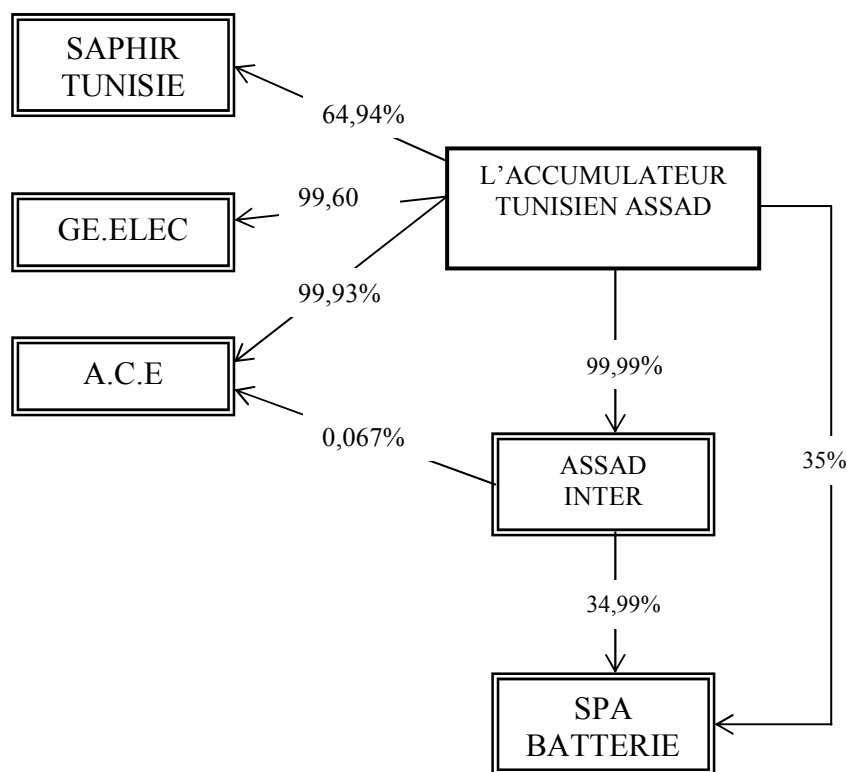 SAPHIR
TUNISIE
64,94%
L’ACCUMULATEUR
TUNISIEN ASSAD
99,60
GE.ELEC
99,93%
A.C.E
99,99%
0,067%
ASSAD
INTER
35%
34,99%
SPA
BATTERIE